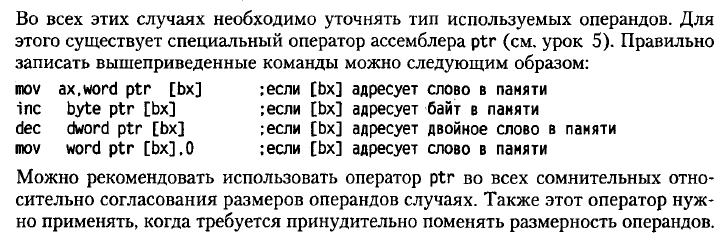 Во всех этих случаях необходимо уточнять тип используемых операндов. Для
этого существует специальный оператор ассемблера ptr (см. урок 5). Правильно
записать вышеприведенные команды можно следующим образом:
mov ax,word ptr [bx] ;если [bx] адресует слово в памяти
inc byte ptr [bx] ;если [bx] адресует байт в памяти
dec dword ptr [bx] ;если [bx] адресует двойное слово в памяти
mov word ptr [bx],0 ;если [bx] адресует слово в памяти
Можно рекомендовать использовать оператор ptr во всех сомнительных отно-
сительно согласования размеров операндов случаях. Также этот оператор нуж-
но применять, когда требуется принудительно поменять размерность операндов.